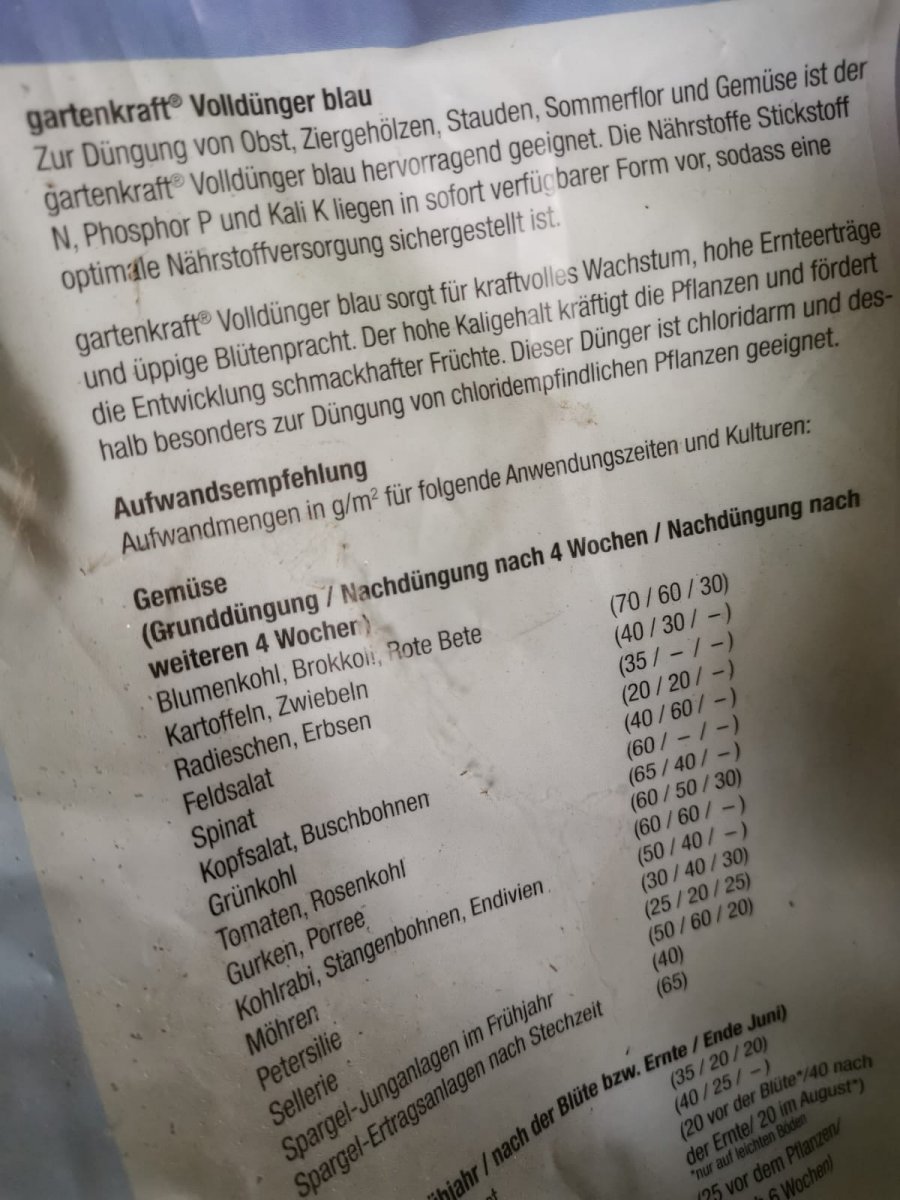 gartenkraft® Volldünger blau
Zur Düngung von Obst, Ziergehölzen, Stauden, Sommerflor und Gemüse ist der
gartenkraft® Volldünger blau hervorragend geeignet. Die Nährstoffe Stickstoff
N, Phosphor P und Kali K liegen in sofort verfügbarer Form vor, sodass eine
optimale Nährstoffversorgung sichergestellt ist.
gartenkraft® Volldünger blau sorgt für kraftvolles Wachstum, hohe Ernteerträge
und üppige Blütenpracht. Der hohe Kaligehalt kräftigt die Pflanzen und fördert
die Entwicklung schmackhafter Früchte. Dieser Dünger ist chloridarm und des-
halb besonders zur Düngung von chloridempfindlichen Pflanzen geeignet.
Aufwandsempfehlung
Aufwandmengen in g/m² für folgende Anwendungszeiten und Kulturen:
Gemüse
(Grunddüngung / Nachdüngung nach 4 Wochen / Nachdüngung nach
weiteren 4 Wochen)
Blumenkohl, Brokkoli, Rote Bete (70 / 60 / 30)
Kartoffeln, Zwiebeln (40 / 30 / –)
Radieschen, Erbsen (35 / – / –)
Feldsalat (20 / 20 / –)
Spinat (40 / 60 / –)
Kopfsalat, Buschbohnen (60 / – / –)
Grünkohl (65 / 40 / –)
Tomaten, Rosenkohl (60 / 50 / 30)
Gurken, Porree (60 / 60 / –)
Kohlrabi, Stangenbohnen, Endivien (50 / 40 / –)
Möhren (30 / 40 / 30)
Petersilie (25 / 20 / 25)
Sellerie (50 / 60 / 20)
Spargel-Junganlagen im Frühjahr (40)
Spargel-Ertragsanlagen nach Stechzeit (65)
/ nach der Blüte bzw. Ernte / Ende Juni)
(35 / 20 / 20)
(40 / 25 / –)
(20 vor der Blüte*/40 nach
der Ernte/ 20 im August*)
*nur auf leichten Böden
(25 vor dem Pflanzen/
6 Wochen)